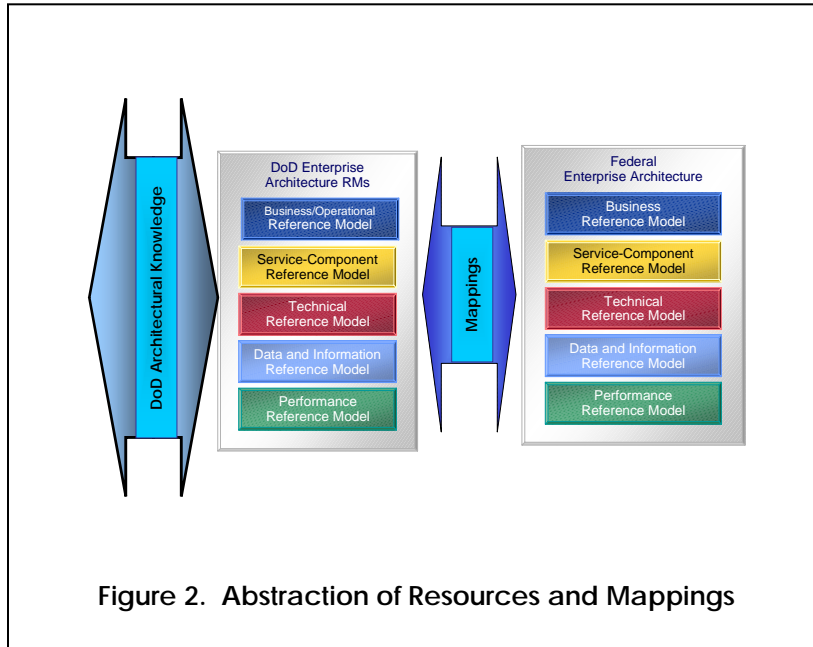 DoD Architectural Knowledge
DoD Enterprise
Architecture RMs
Business/Operational
Reference Model
Service-Component
Reference Model
Technical
Reference Model
Data and Information
Reference Model
Performance
Reference Model
Mappings
Federal
Enterprise Architecture
Business
Reference Model
Service-Component
Reference Model
Technical
Reference Model
Data and Information
Reference Model
Performance
Reference Model
Figure 2. Abstraction of Resources and Mappings